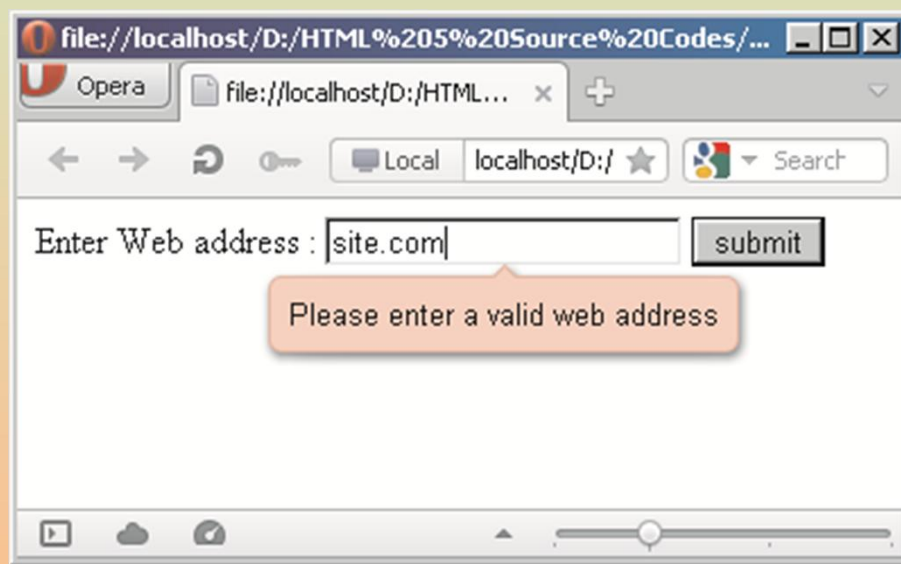 file://localhost/D:/HTML%205%20Source%20Codes/...
Opera
file://localhost/D:/HTML...
Local
localhost/D:/
Search
Enter Web address :
site.com
submit
Please enter a valid web address